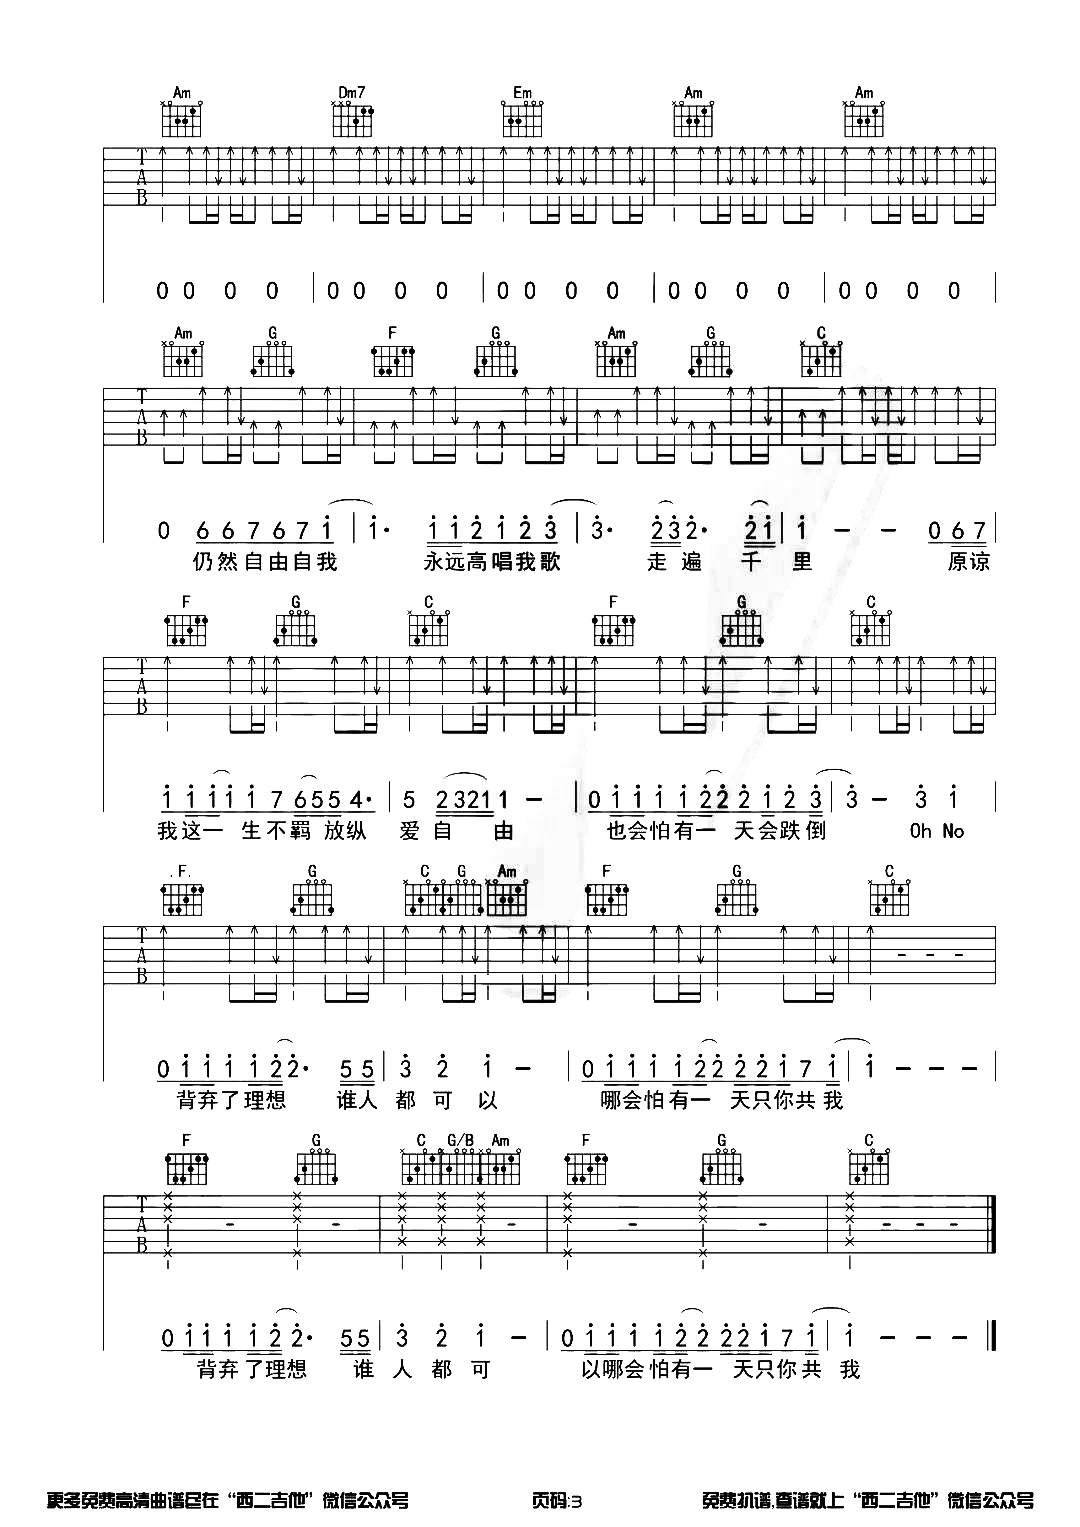 Am Dm7 Em Am Am
T A B
0 0 0 0 | 0 0 0 0 | 0 0 0 0 | 0 0 0 0 | 0 0 0 0
Am G F G Am G C
T A B
0 6 6 7 6 7 1 | 1· 1 1 2 1 2 3 | 3· 2 3 2· 2 1 | 1 - - 0 6 7
仍然自由自我 永远高唱我歌 走遍千里 原谅
F G C F G C
T A B
1 1 1 1 1 7 6 5 5 4· | 5 2 3 2 1 1 - | 0 1 1 1 1 2 2 2 1 2 3 | 3 - 3 1
我这一生不羁放纵 爱自由 也会怕有一天会跌倒 Oh No
F G C G Am F G C
T A B
0 1 1 1 1 2 2· 5 5 | 3 2 1 - | 0 1 1 1 1 2 2 2 2 1 7 1 | 1 - - -
背弃了理想 谁人都可以 哪会怕有一天只你共我
F G C G/B Am F G C
T A B
0 1 1 1 1 2 2· 5 5 | 3 2 1 - | 0 1 1 1 1 2 2 2 2 1 7 1 | 1 - - -
背弃了理想 谁人都可 以哪会怕有一天只你共我
更多免费高清曲谱尽在“西二吉他”微信公众号 页码:3 免费扒谱,查谱就上“西二吉他”微信公众号